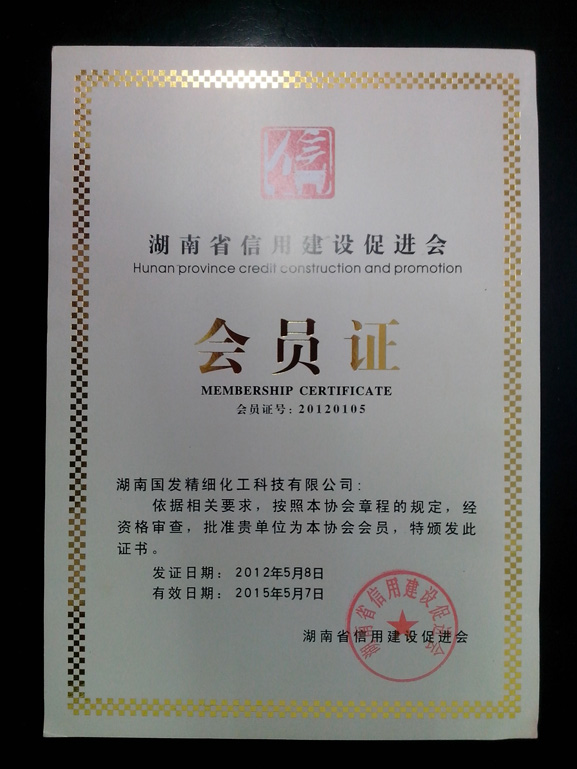 信
湖南省信用建设促进会
Hunan province credit construction and promotion
会员证
MEMBERSHIP CERTIFICATE
会员证号：20120105
湖南国发精细化工科技有限公司：
依据相关要求，按照本协会章程的规定，经
资格审查，批准贵单位为本协会会员，特颁发此
证书。
发证日期： 2012年5月8日
有效日期： 2015年5月7日
湖南省信用建设促进会
湖南省信用建设促进会